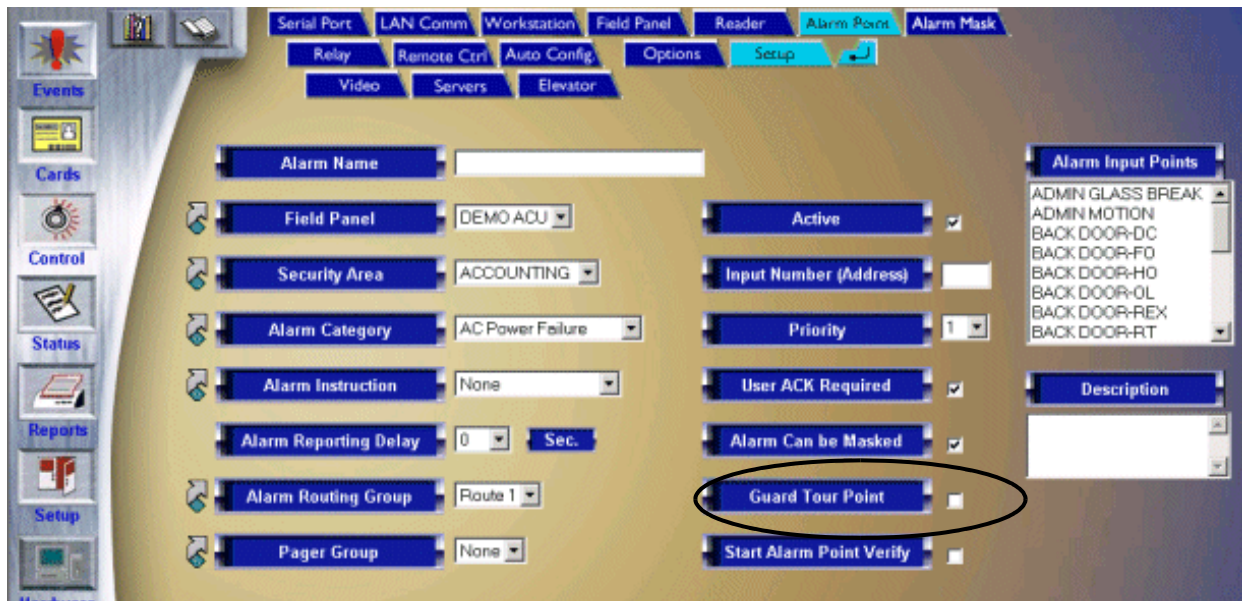 Serial Port LAN Comm Workstation Field Panel Reader Alarm Point Alarm Mask
Relay Remote Ctrl Auto Config. Options Setup
Video Servers Elevator
Events
Cards
Control
Status
Reports
Setup
Alarm Name
Field Panel DEMO ACU
Security Area ACCOUNTING
Alarm Category AC Power Failure
Alarm Instruction None
Alarm Reporting Delay 0 Sec.
Alarm Routing Group Route 1
Pager Group None
Active
Input Number (Address)
Priority 1
User ACK Required
Alarm Can be Masked
Guard Tour Point
Start Alarm Point Verify
Alarm Input Points
ADMIN GLASS BREAK
ADMIN MOTION
BACK DOOR-DC
BACK DOOR-FO
BACK DOOR-HO
BACK DOOR-OL
BACK DOOR-REX
BACK DOOR-RT
Description